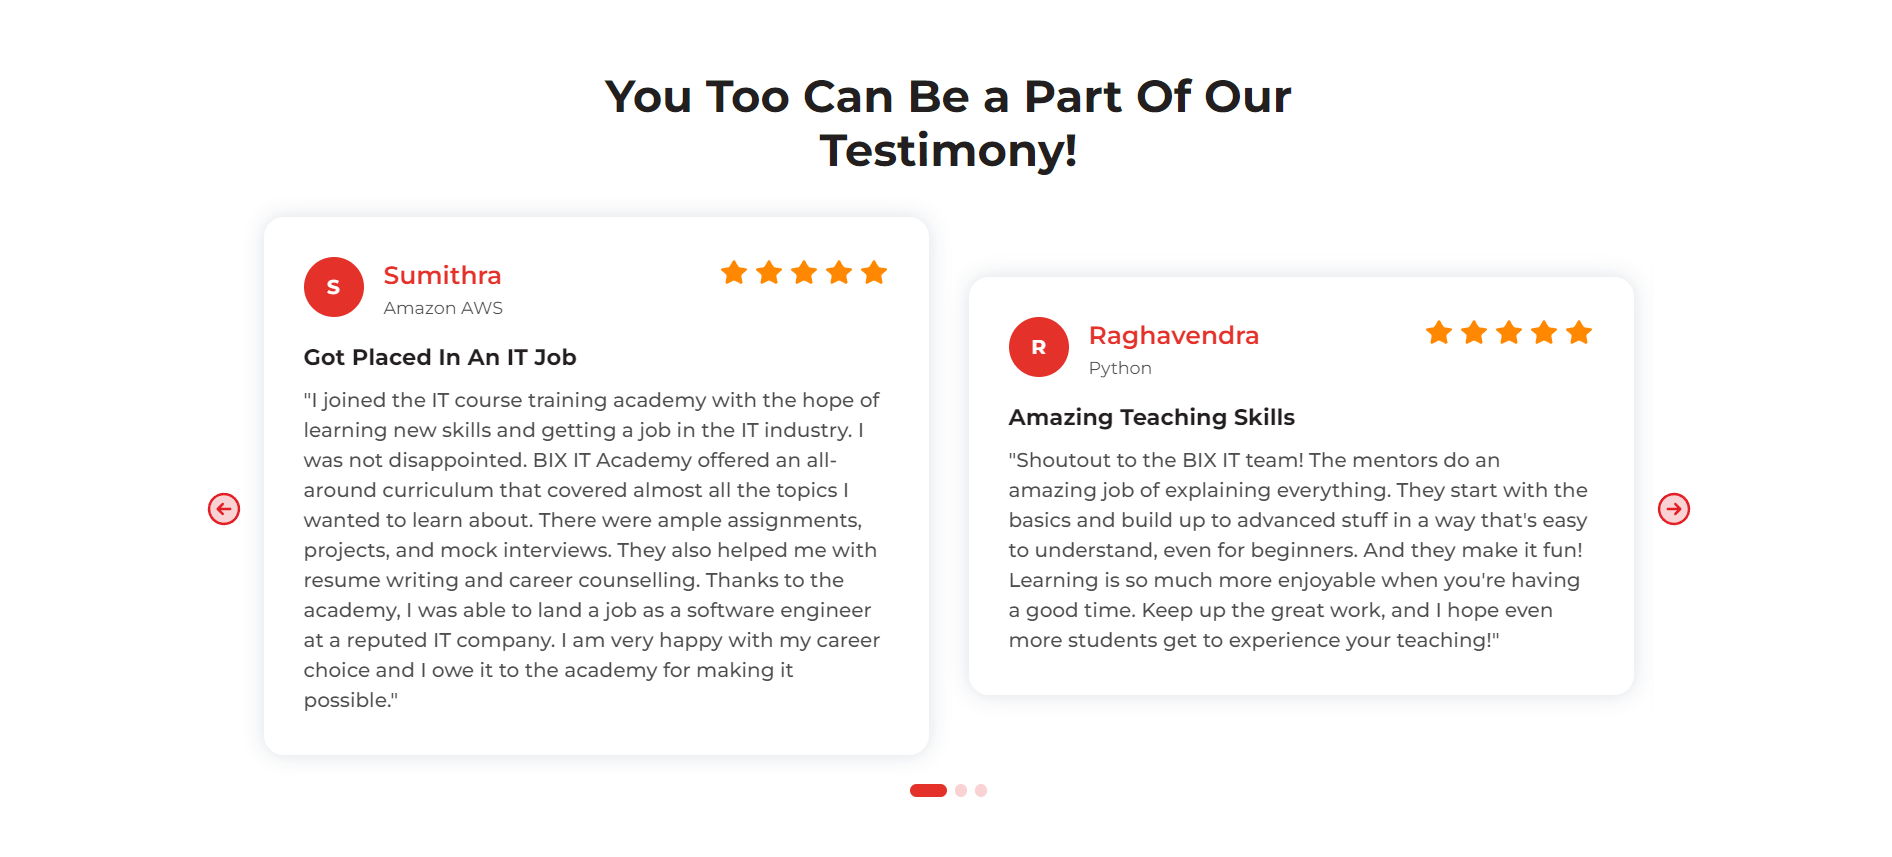 You Too Can Be a Part Of Our
Testimony!
S
Sumithra
Amazon AWS
Got Placed In An IT Job
"I joined the IT course training academy with the hope of
learning new skills and getting a job in the IT industry. I
was not disappointed. BIX IT Academy offered an all-
around curriculum that covered almost all the topics I
wanted to learn about. There were ample assignments,
projects, and mock interviews. They also helped me with
resume writing and career counselling. Thanks to the
academy, I was able to land a job as a software engineer
at a reputed IT company. I am very happy with my career
choice and I owe it to the academy for making it
possible."
R
Raghavendra
Python
Amazing Teaching Skills
"Shoutout to the BIX IT team! The mentors do an
amazing job of explaining everything. They start with the
basics and build up to advanced stuff in a way that's easy
to understand, even for beginners. And they make it fun!
Learning is so much more enjoyable when you're having
a good time. Keep up the great work, and I hope even
more students get to experience your teaching!"